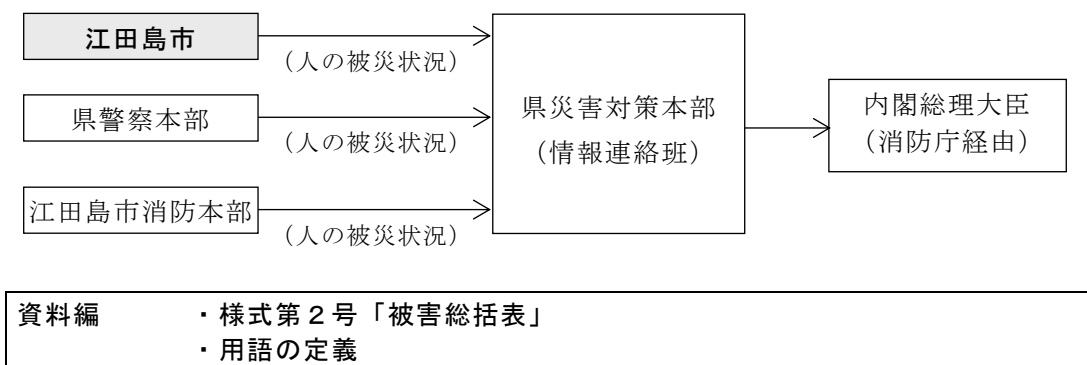 江田島市
(人の被災状況)
県警察本部
(人の被災状況)
江田島市消防本部
(人の被災状況)
県災害対策本部
(情報連絡班)
内閣総理大臣
(消防庁経由)
資料編 ・様式第2号「被害総括表」
・用語の定義